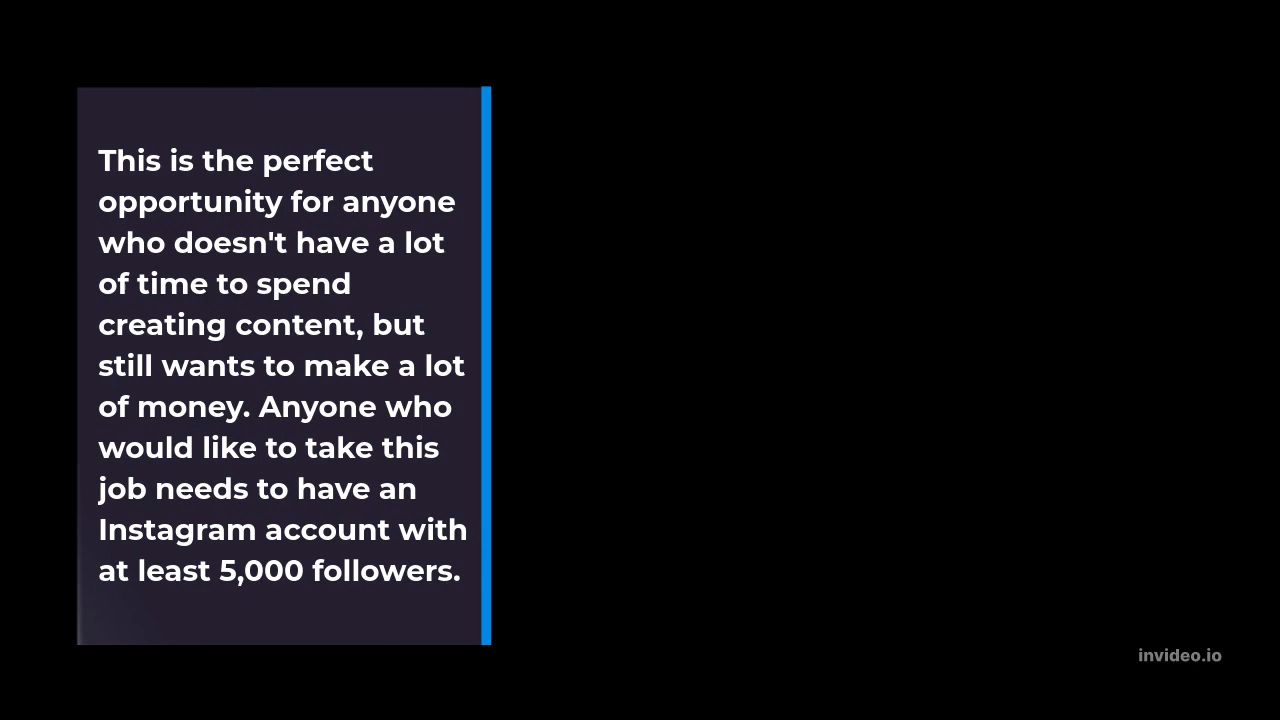 This is the perfect
opportunity for anyone
who doesn't have a lot
of time to spend
creating content, but
still wants to make a lot
of money. Anyone who
would like to take this
job needs to have an
Instagram account with
at least 5,000 followers.
invideo.io